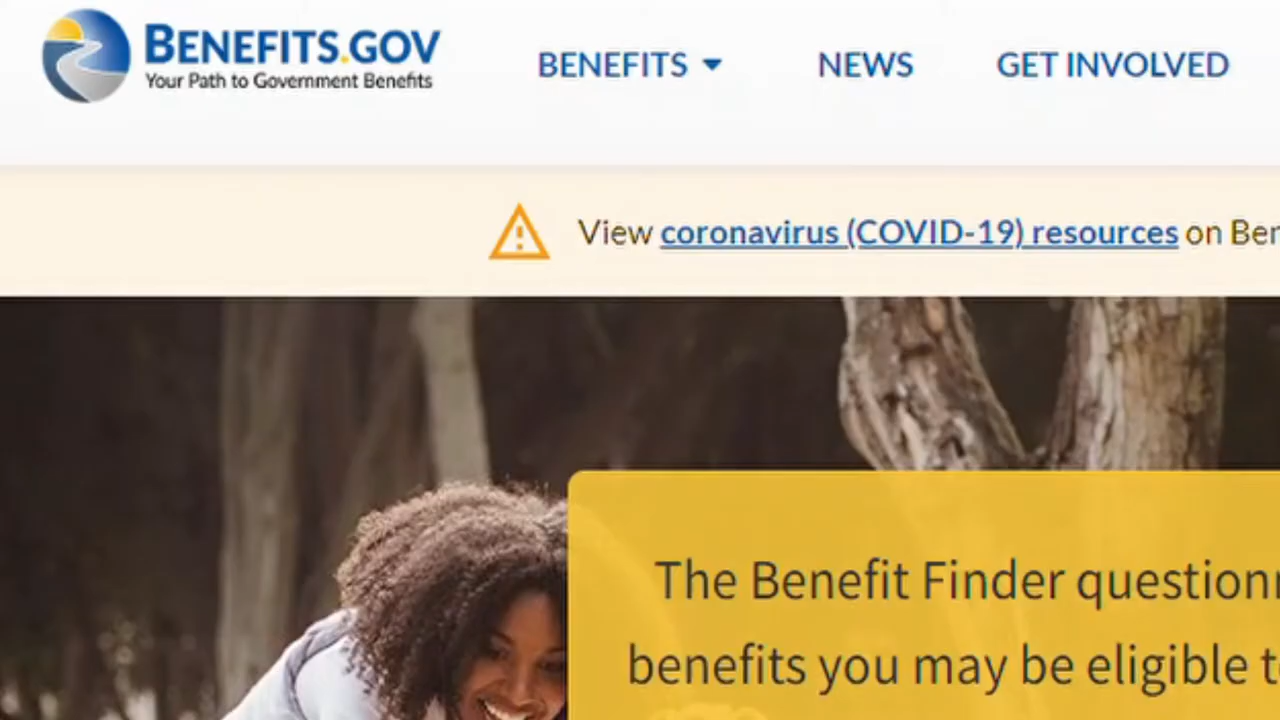 BENEFITS.GOV
Your Path to Government Benefits
BENEFITS
NEWS
GET INVOLVED
View coronavirus (COVID-19) resources on
The Benefit Finder
benefits you may be eligible